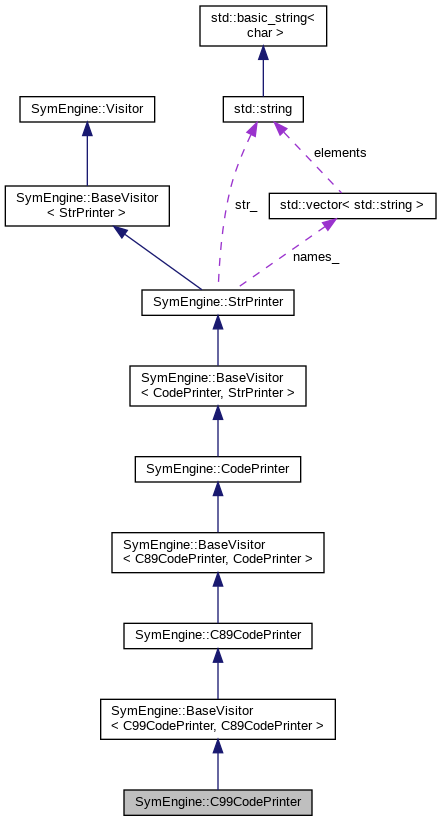 std::basic_string<
char >
SymEngine::Visitor
std::string
elements
SymEngine::BaseVisitor
< StrPrinter >
str_
std::vector< std::string >
names_
SymEngine::StrPrinter
SymEngine::BaseVisitor
< CodePrinter, StrPrinter >
SymEngine::CodePrinter
SymEngine::BaseVisitor
< C89CodePrinter, CodePrinter >
SymEngine::C89CodePrinter
SymEngine::BaseVisitor
< C99CodePrinter, C89CodePrinter >
SymEngine::C99CodePrinter